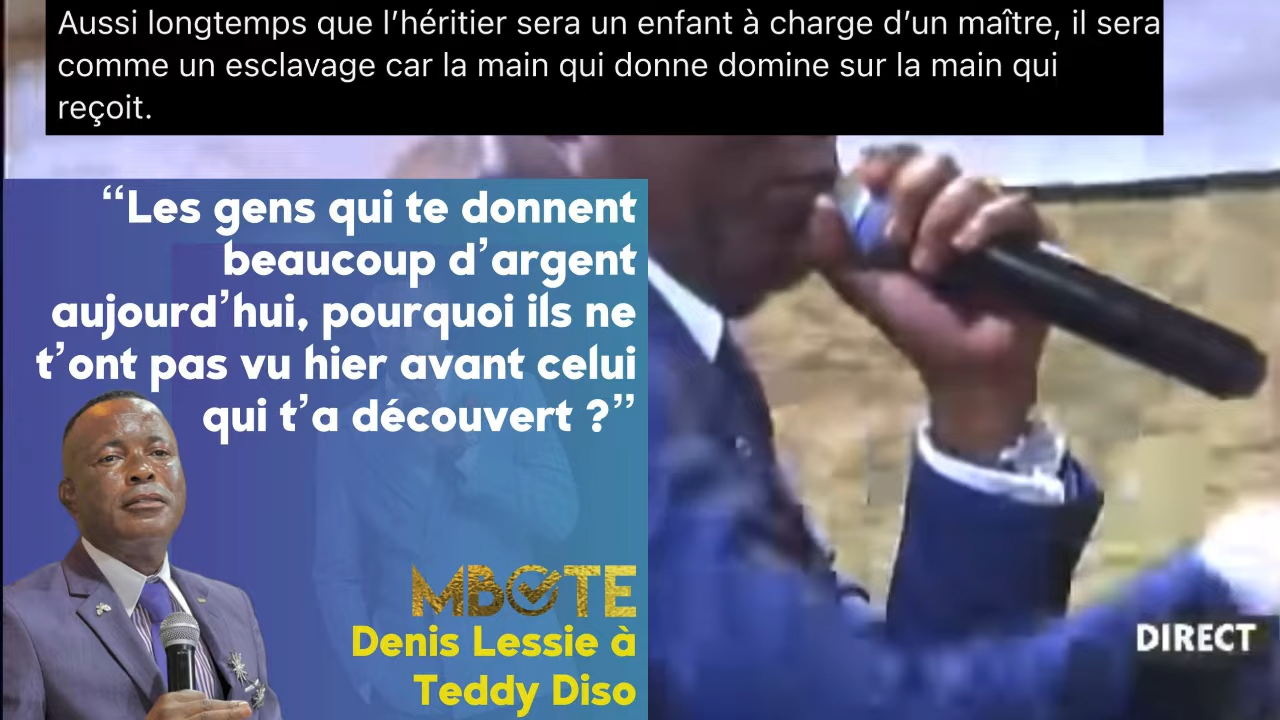 Aussi longtemps que l’héritier sera un enfant à charge d’un maître, il sera
comme un esclavage car la main qui donne domine sur la main qui
reçoit.
“Les gens qui te donnent
beaucoup d’argent
aujourd’hui, pourquoi ils ne
t’ont pas vu hier avant celui
qui t’a découvert ?”
MBOTE
Denis Lessie à
Teddy Diso
DIRECT